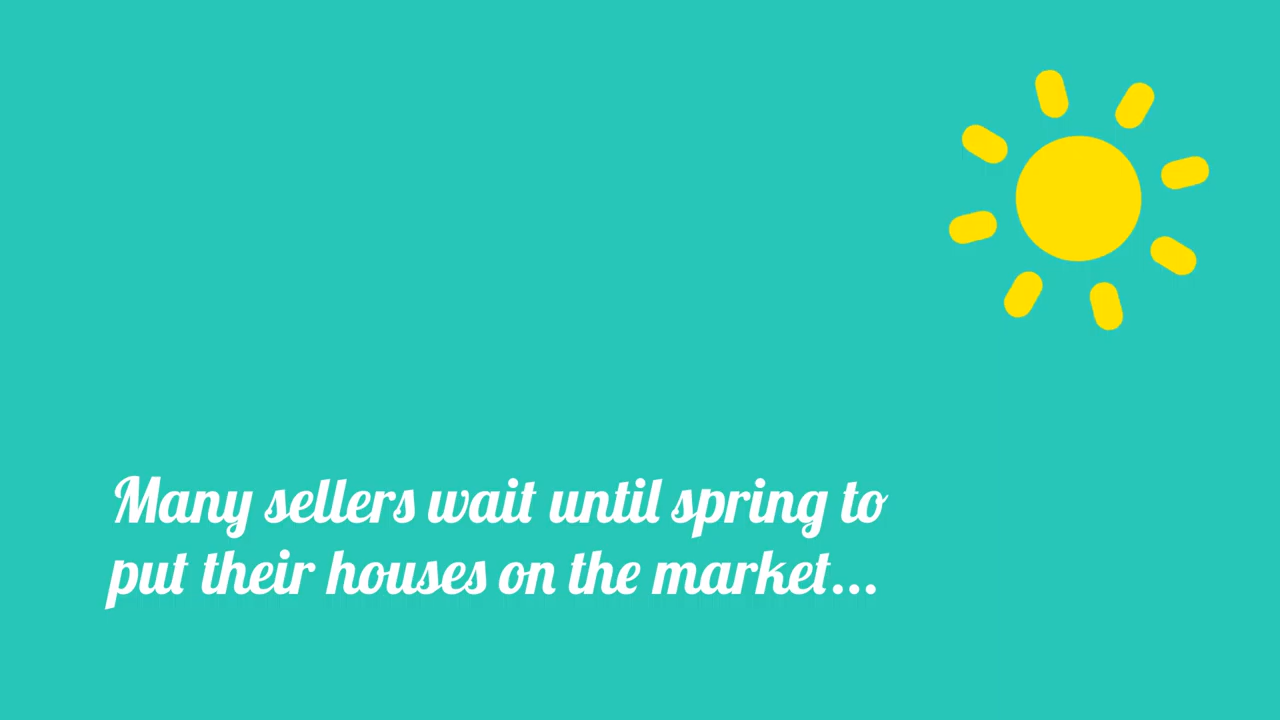 Many sellers wait until spring to
put their houses on the market...